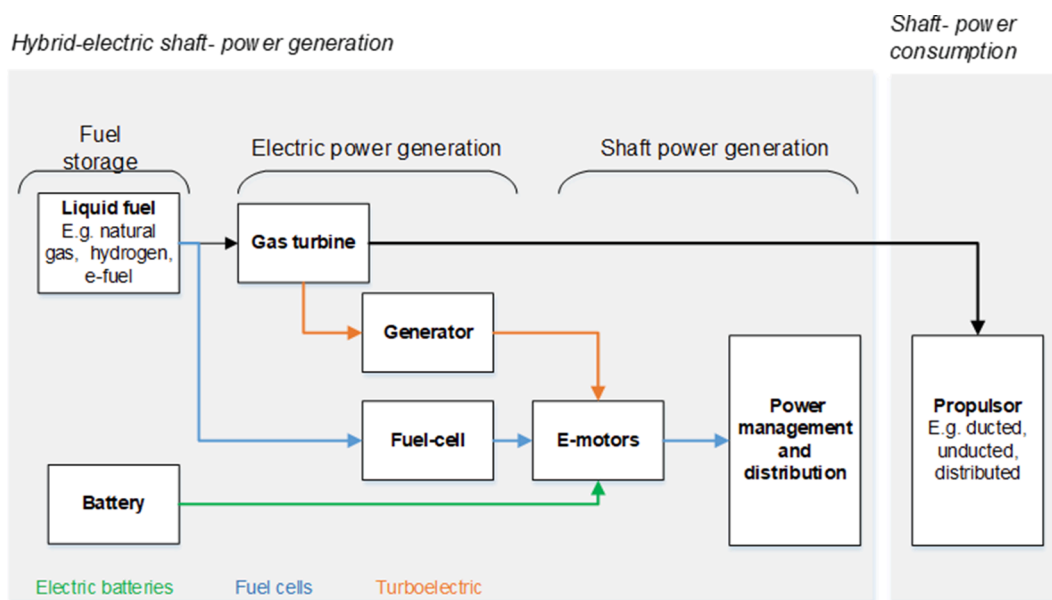 Hybrid-electric shaft- power generation
Shaft- power
consumption
Fuel
storage
Electric power generation
Shaft power generation
Liquid fuel
E.g. natural
gas, hydrogen,
e-fuel
Gas turbine
Generator
Fuel-cell
E-motors
Power
management
and
distribution
Propulsor
E.g. ducted,
unducted,
distributed
Battery
Electric batteries
Fuel cells
Turboelectric